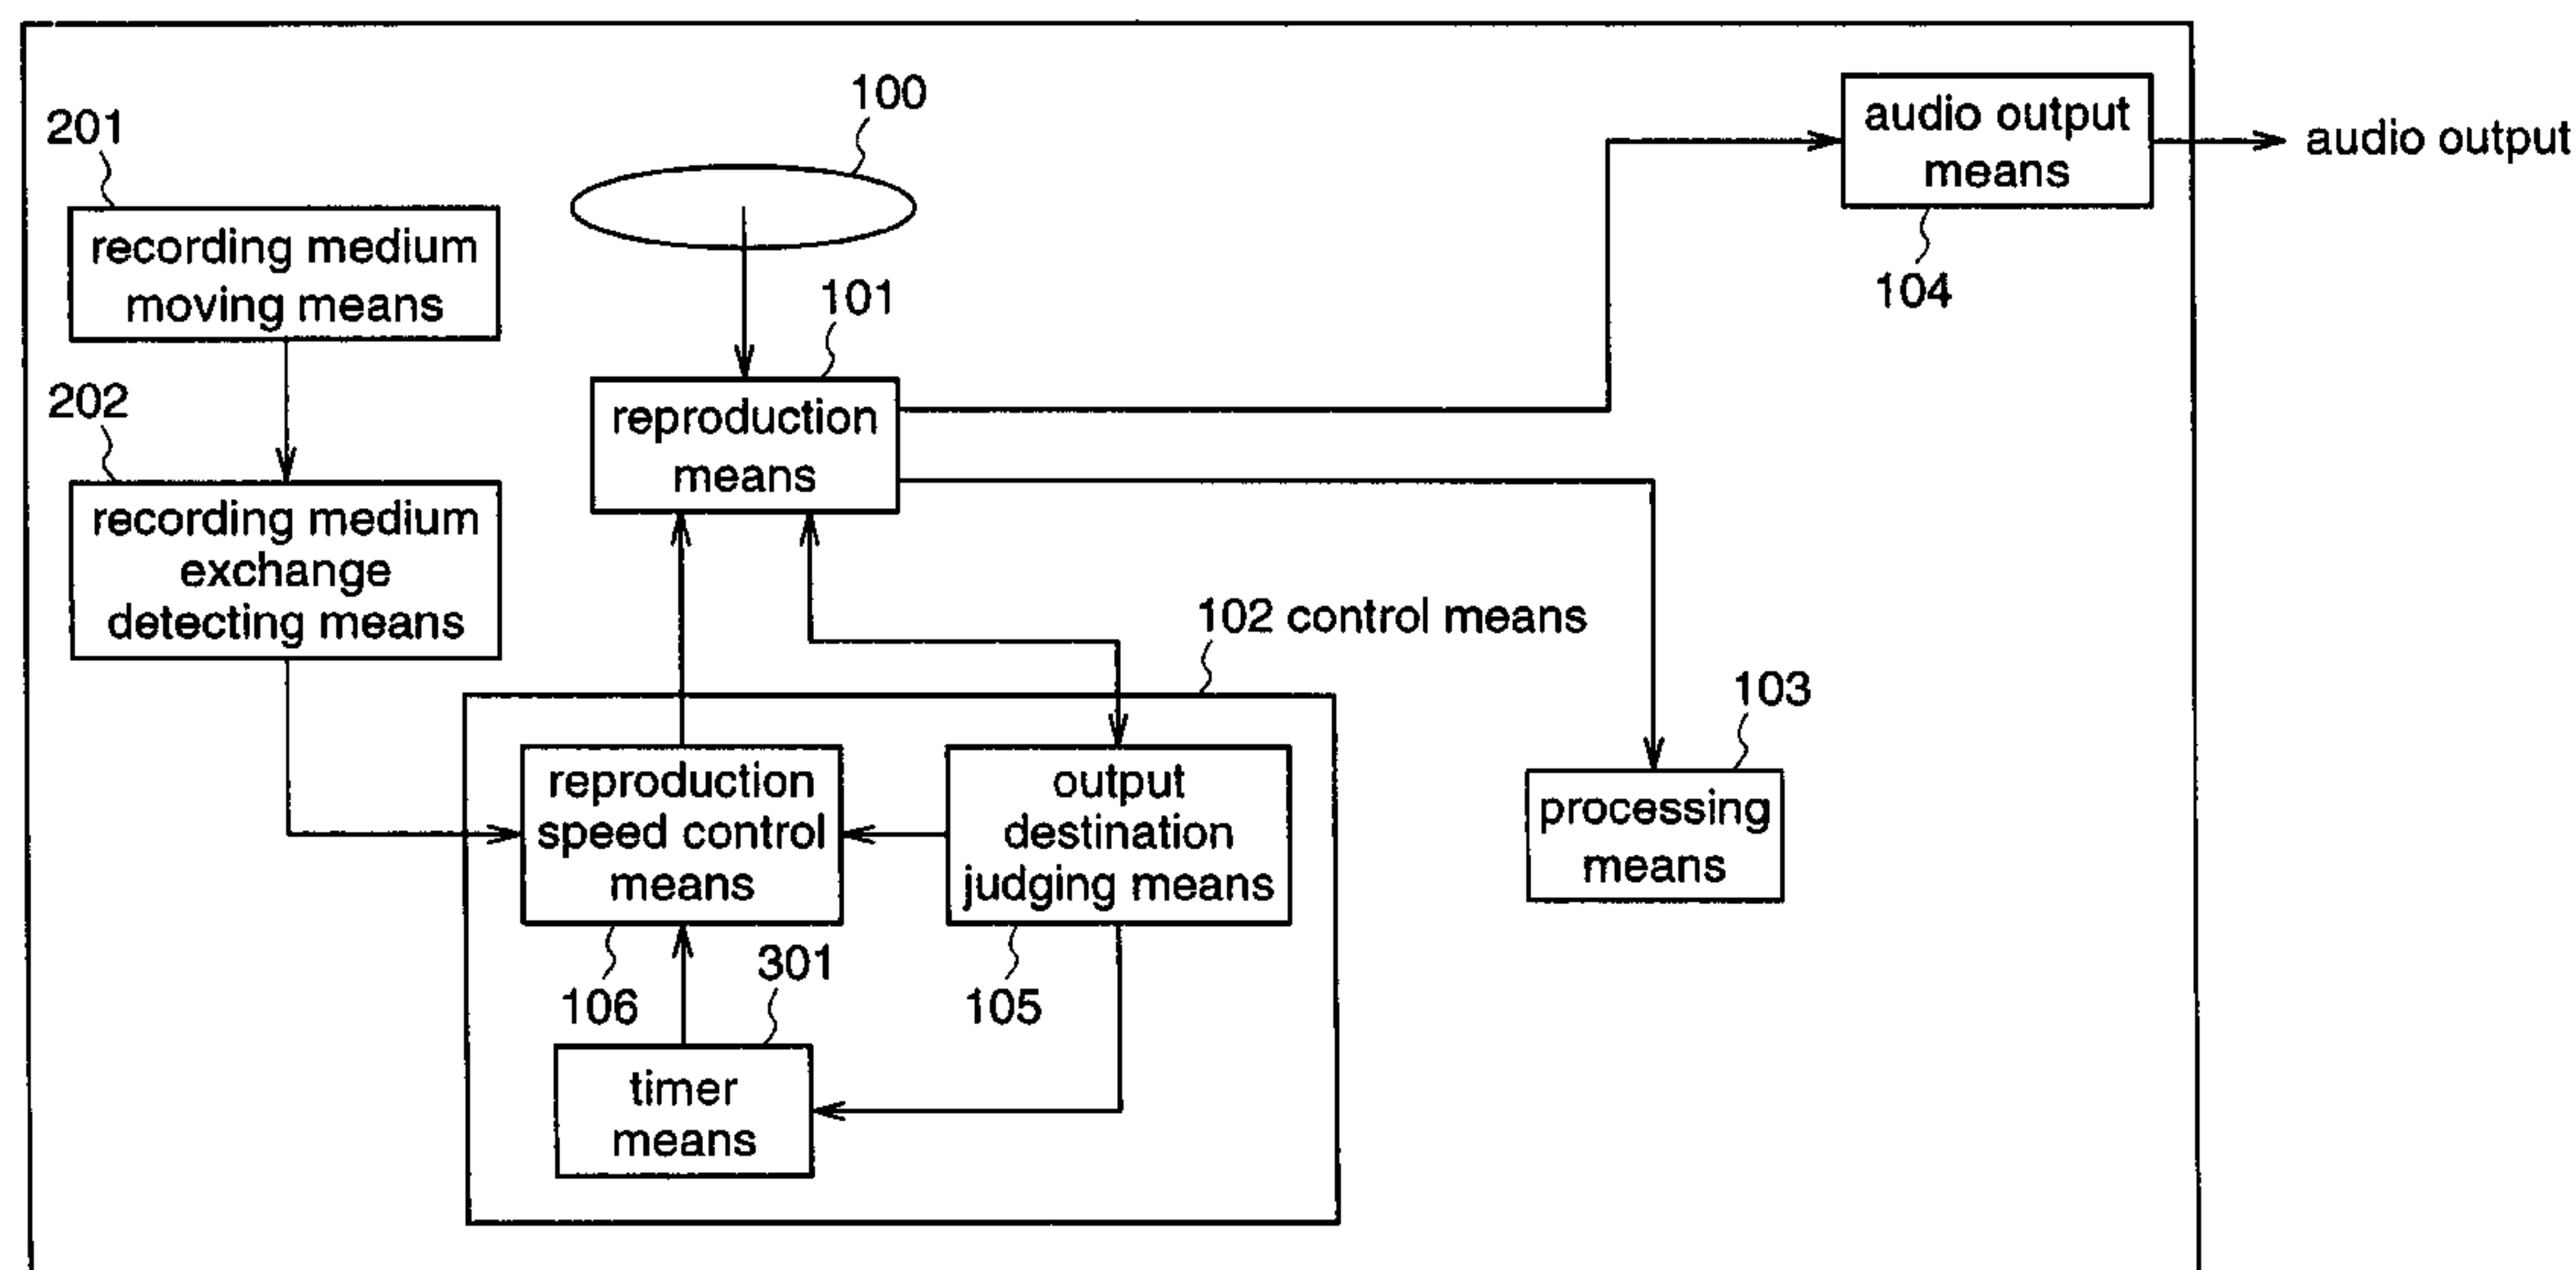 100
201
recording medium
moving means
audio output
means
audio output
104
101
reproduction
means
202
recording medium
exchange
detecting means
102 control means
103
processing
means
reproduction
speed control
means
output
destination
judging means
106
301
105
timer
means